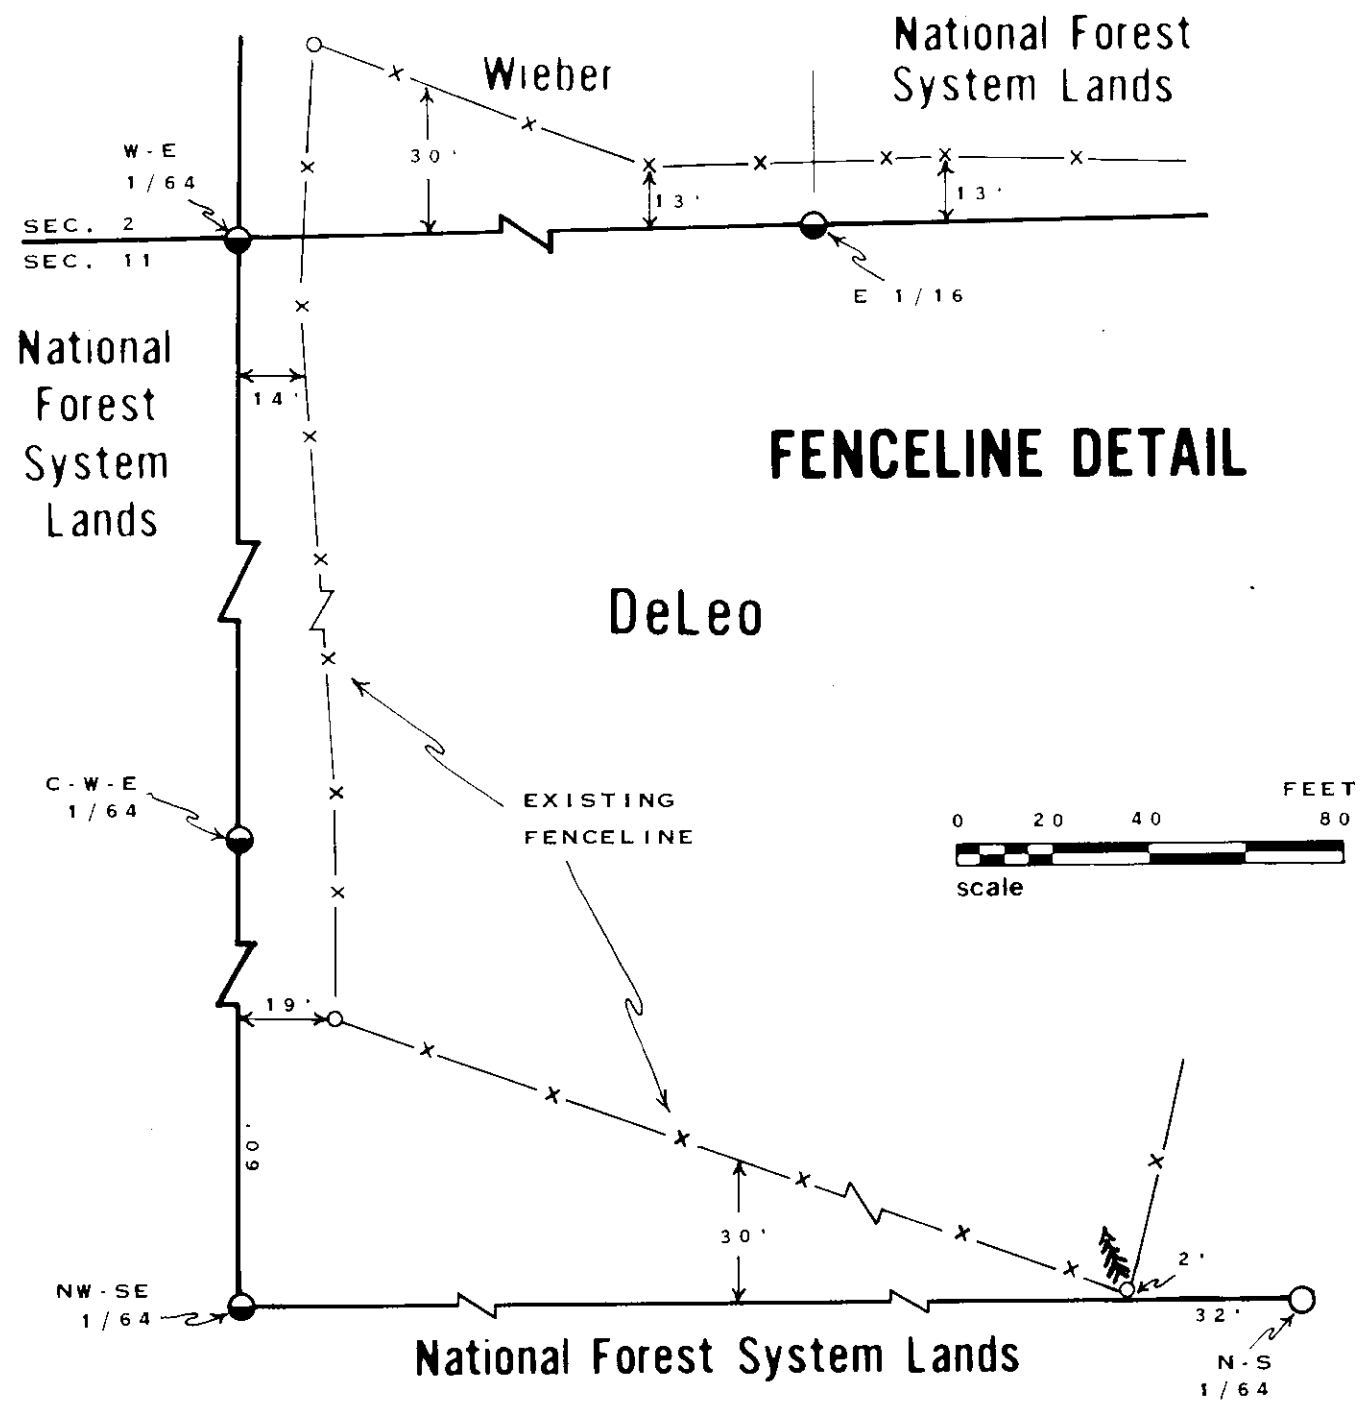 National Forest
System Lands
Wieber
W-E
1/64
30'
13'
13'
SEC. 2
SEC. 11
E 1/16
National
Forest
System
Lands
14'
FENCELINE DETAIL
DeLeo
C-W-E
1/64
EXISTING
FENCELINE
FEET
0 20 40 80
scale
19'
60'
30'
2'
NW-SE
1/64
32'
National Forest System Lands
N-S
1/64